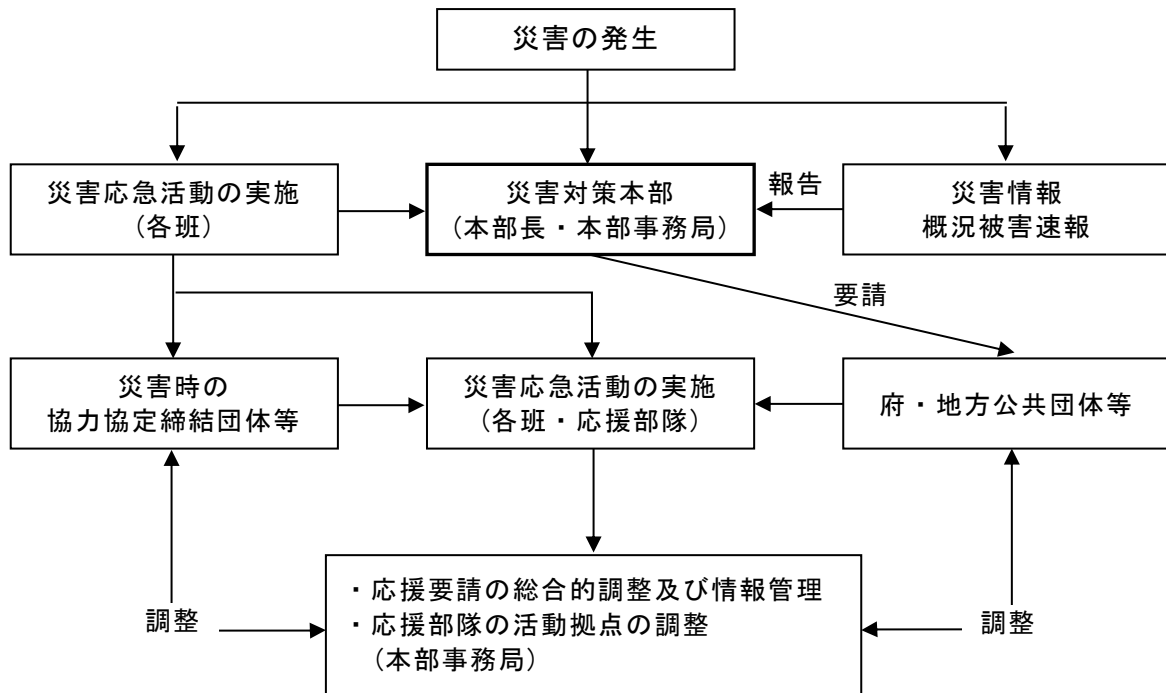 災害の発生
災害応急活動の実施
(各班)
災害対策本部
(本部長・本部事務局)
報告
災害情報
概況被害速報
要請
災害時の
協力協定締結団体等
災害応急活動の実施
(各班・応援部隊)
府・地方公共団体等
調整
・応援要請の総合的調整及び情報管理
・応援部隊の活動拠点の調整
(本部事務局)
調整